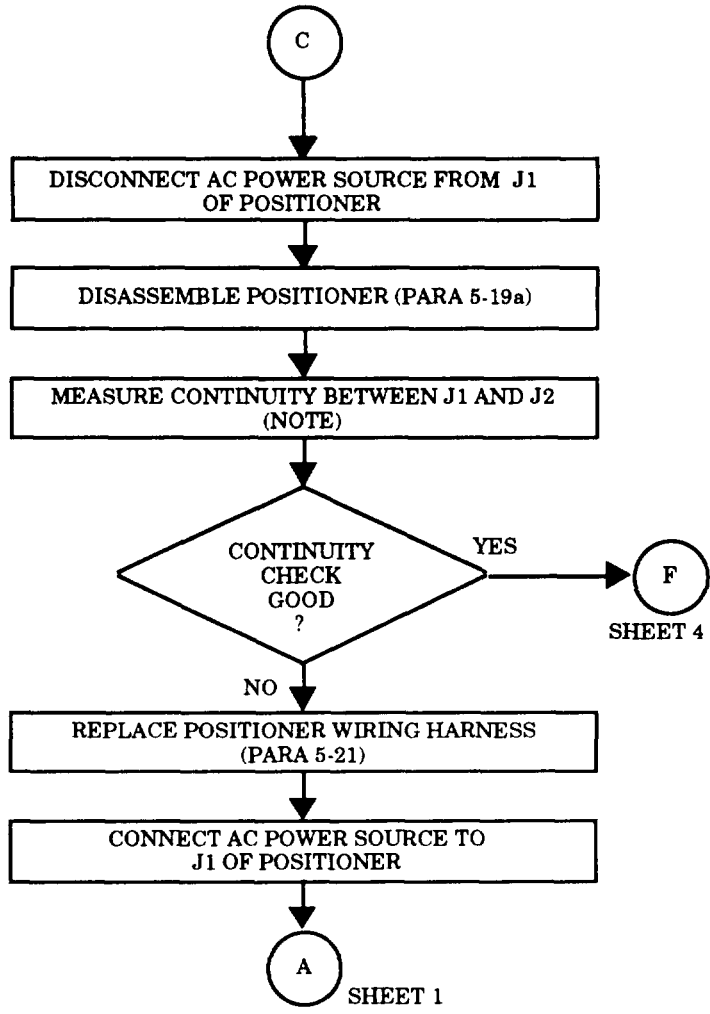 C
DISCONNECT AC POWER SOURCE FROM J1
OF POSITIONER
DISASSEMBLE POSITIONER (PARA 5-19a)
MEASURE CONTINUITY BETWEEN J1 AND J2
(NOTE)
CONTINUITY
CHECK
GOOD
?
YES
F
SHEET 4
NO
REPLACE POSITIONER WIRING HARNESS
(PARA 5-21)
CONNECT AC POWER SOURCE TO
J1 OF POSITIONER
A
SHEET 1